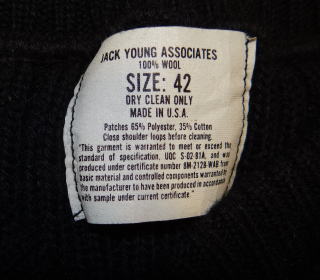 JACK YOUNG ASSOCIATES
100% WOOL
SIZE: 42
DRY CLEAN ONLY
MADE IN U.S.A.
Patches 65% Polyester, 35% Cotton
Close shoulder loops before cleaning.
"This garment is warranted to meet or exceed the
standard of specification, UQC S-02-81A, and was
produced under certificate number 8M-2128-WAB from
basic material and controlled components warranted by
the manufacturer to have been produced in accordance
with sample under current certificate."